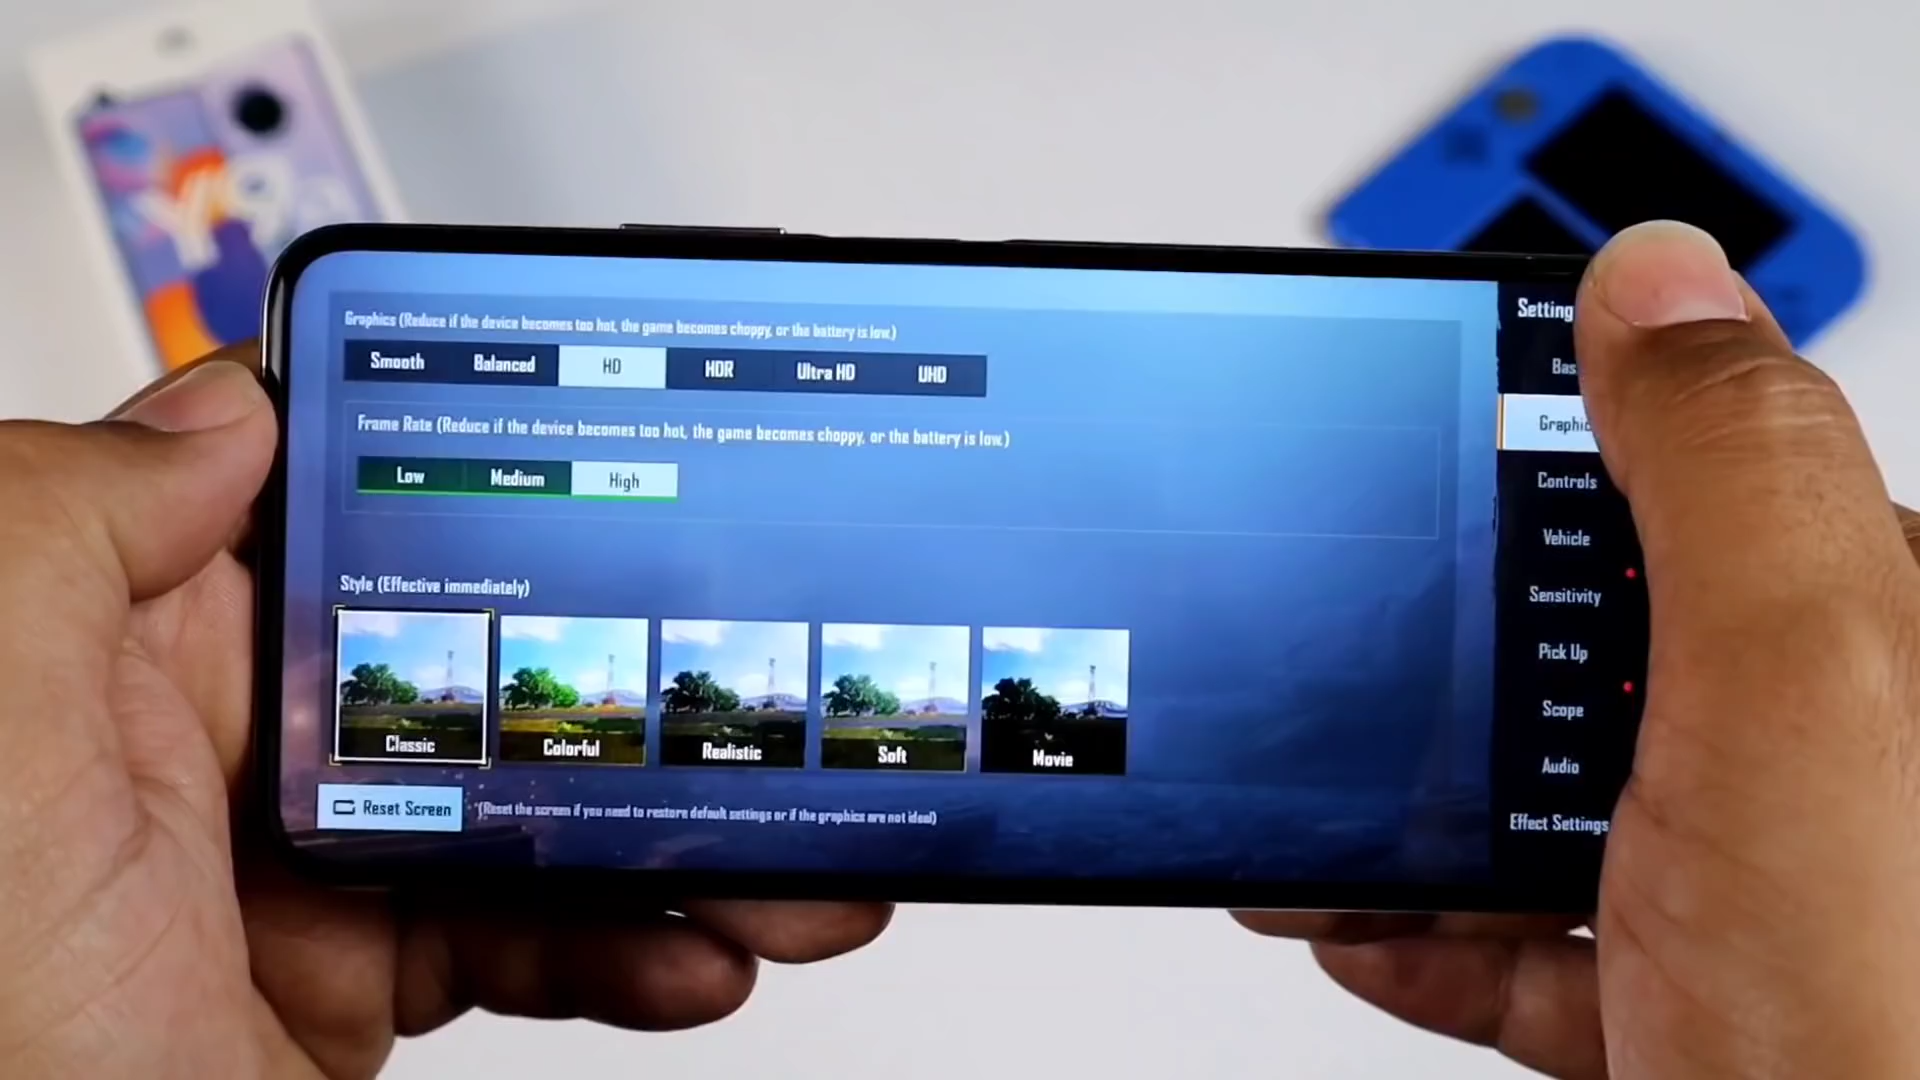 Y9a
Graphics (Reduce if the device becomes too hot, the game becomes choppy, or the battery is low.)
Smooth Balanced HD HDR Ultra HD UHD
Frame Rate (Reduce if the device becomes too hot, the game becomes choppy, or the battery is low.)
Low Medium High
Style (Effective immediately)
Classic Colorful Realistic Soft Movie
Reset Screen *(Reset the screen if you need to restore default settings or if the graphics are not ideal)
Setting
Bas
Graphic
Controls
Vehicle
Sensitivity
Pick Up
Scope
Audio
Effect Settings